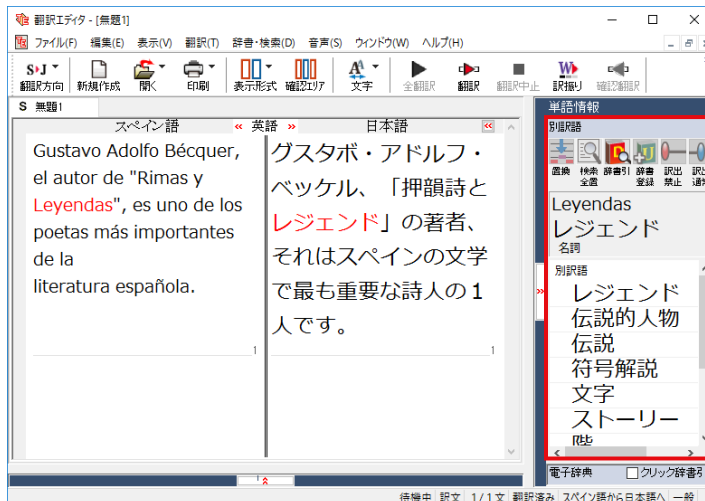 翻訳エディタ - [無題1]
ファイル(F) 編集(E) 表示(V) 翻訳(T) 辞書・検索(D) 音声(S) ウィンドウ(W) ヘルプ(H)
S▸J
翻訳方向 新規作成 開く 印刷 表示形式 確認エリア 文字 全翻訳 翻訳 翻訳中止 訳振り 確認翻訳
S 無題1
スペイン語 « 英語 » 日本語 «
Gustavo Adolfo Bécquer,
el autor de "Rimas y
Leyendas", es uno de los
poetas más importantes
de la
literatura española.
1
グスタボ・アドルフ・
ベッケル、「押韻詩と
レジェンド」の著者、
それはスペインの文学
で最も重要な詩人の1
人です。
1
単語情報
別訳語
置換 検索全置 辞書引 辞書登録 訳出禁止
Leyendas
レジェンド
名詞
別訳語
レジェンド
伝説的人物
伝説
符号解説
文字
ストーリー
階
電子辞典 クリック辞書引
待機中 訳文 1/1文 翻訳済み スペイン語から日本語へ 一般